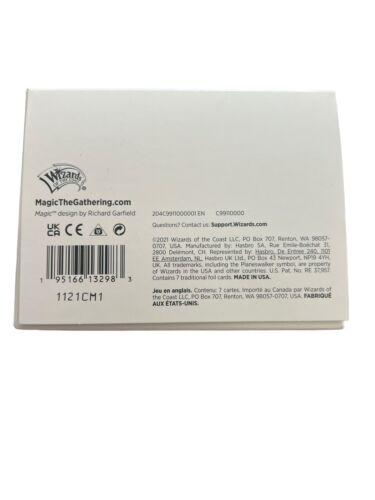 Wizards
OF THE COAST
MagicTheGathering.com
Magic™ design by Richard Garfield
204C9911000001EN C9910000
Questions? Contact us: Support.Wizards.com
UK
CA
CE
©2021 Wizards of the Coast LLC, PO Box 707, Renton, WA 98057-
0707, USA. Manufactured by Hasbro SA, Rue Emile-Boéchat 31,
2800 Delémont, CH. Represented by: Hasbro, De Entree 240, 1101
EE Amsterdam, NL. Hasbro UK Ltd., PO Box 43 Newport, NP19 4YH,
UK. All trademarks, including the Planeswalker symbol, are property
of Wizards in the USA and other countries. U.S. Pat. No: RE 37,957.
Contains 7 traditional foil cards. MADE IN USA.
1 95166 13298 3
1121CM1
Jeu en anglais. Contenu: 7 cartes. Importé au Canada par Wizards of
the Coast LLC, PO Box 707, Renton, WA 98057-0707, USA. FABRIQUÉ
AUX ÉTATS-UNIS.